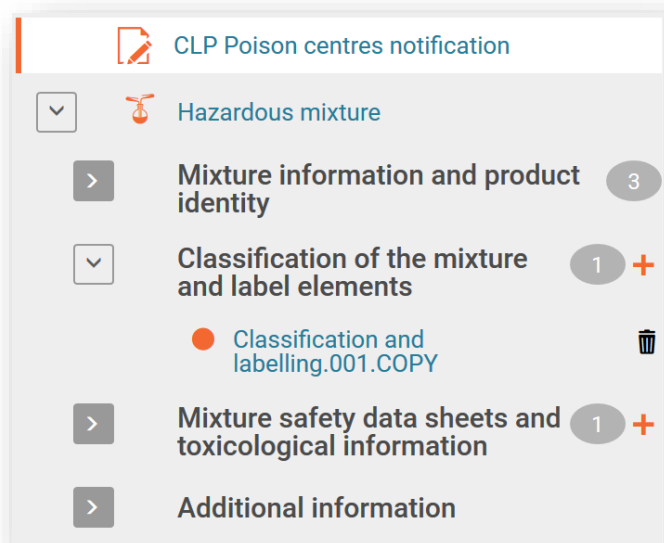 CLP Poison centres notification
Hazardous mixture
Mixture information and product
identity
3
Classification of the mixture
and label elements
1
Classification and
labelling.001.COPY
Mixture safety data sheets and
toxicological information
1
Additional information